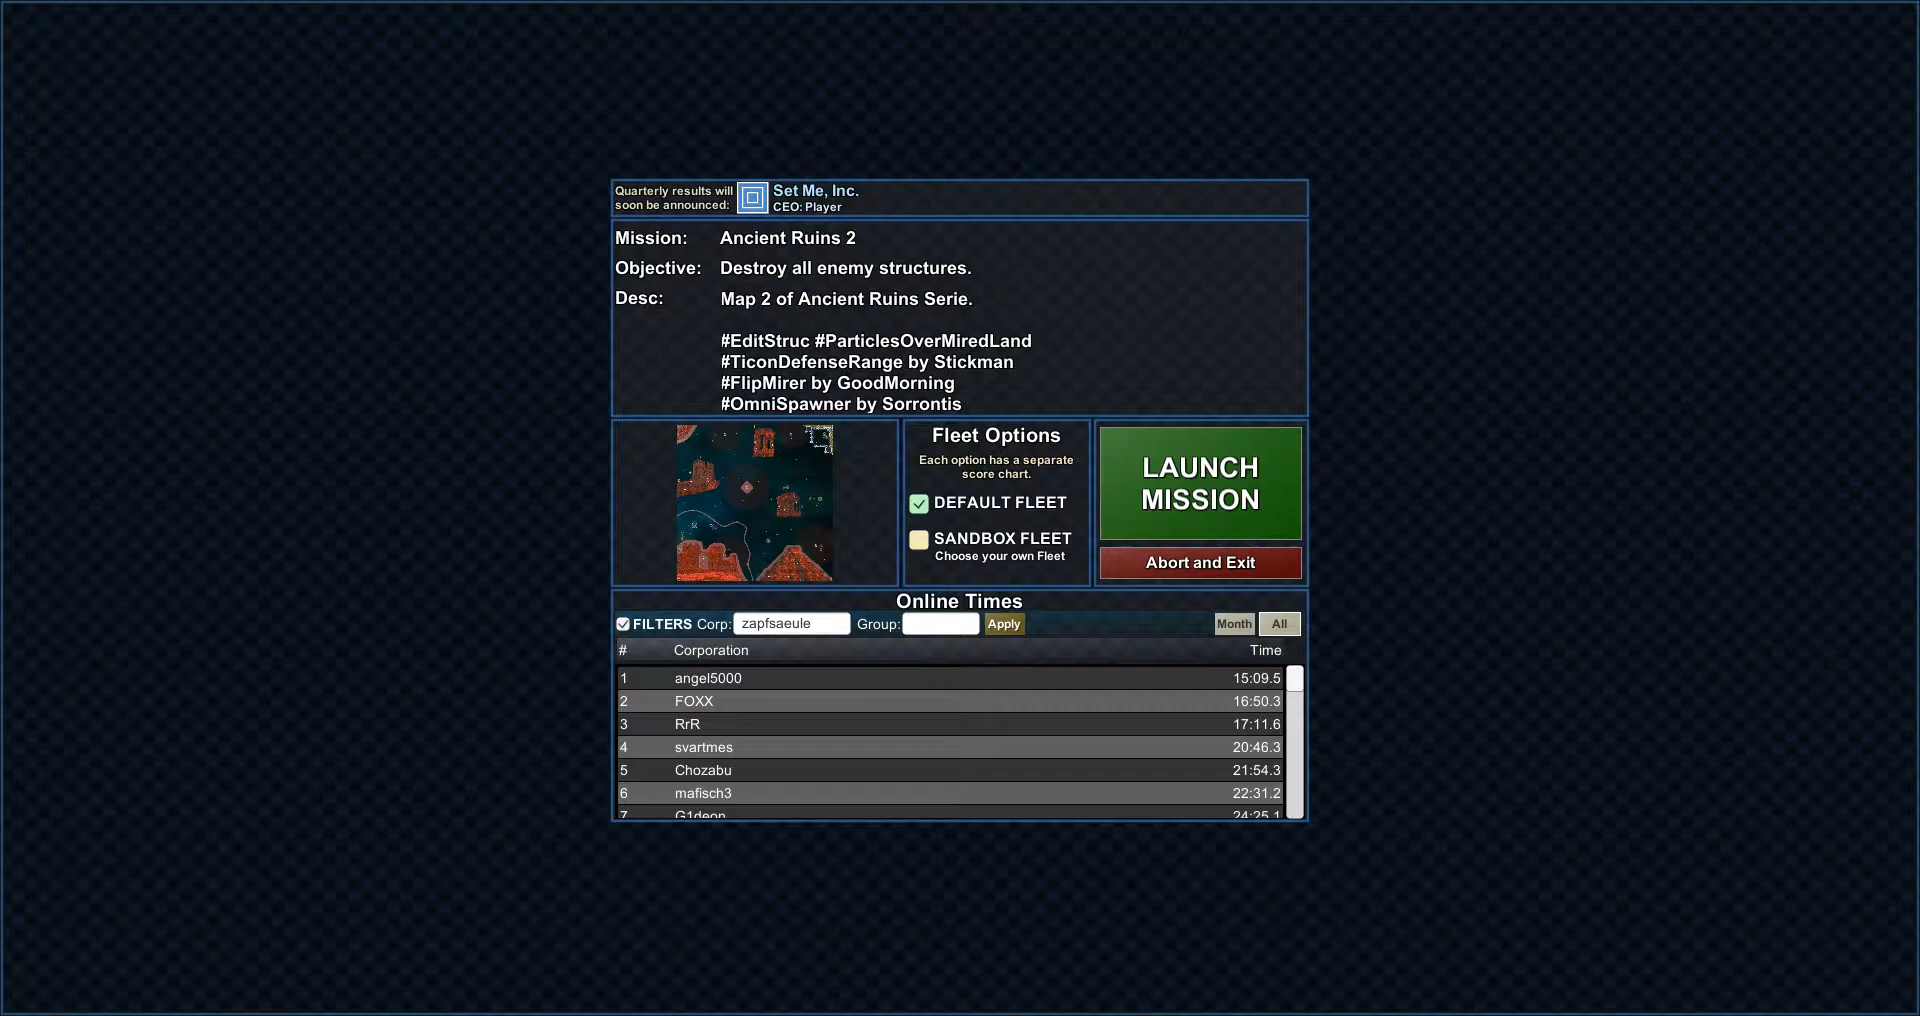 Quarterly results will
soon be announced:
Set Me, Inc.
CEO: Player
Mission: Ancient Ruins 2
Objective: Destroy all enemy structures.
Desc: Map 2 of Ancient Ruins Serie.
#EditStruc #ParticlesOverMiredLand
#TiconDefenseRange by Stickman
#FlipMirer by GoodMorning
#OmniSpawner by Sorrontis
Fleet Options
Each option has a separate
score chart.
DEFAULT FLEET
SANDBOX FLEET
Choose your own Fleet
LAUNCH
MISSION
Abort and Exit
Online Times
FILTERS Corp: zapfsaeule Group: Apply Month All
# Corporation Time
1 angel5000 15:09.5
2 FOXX 16:50.3
3 RrR 17:11.6
4 svartmes 20:46.3
5 Chozabu 21:54.3
6 mafisch3 22:31.2
7 G1deon 24:25.1